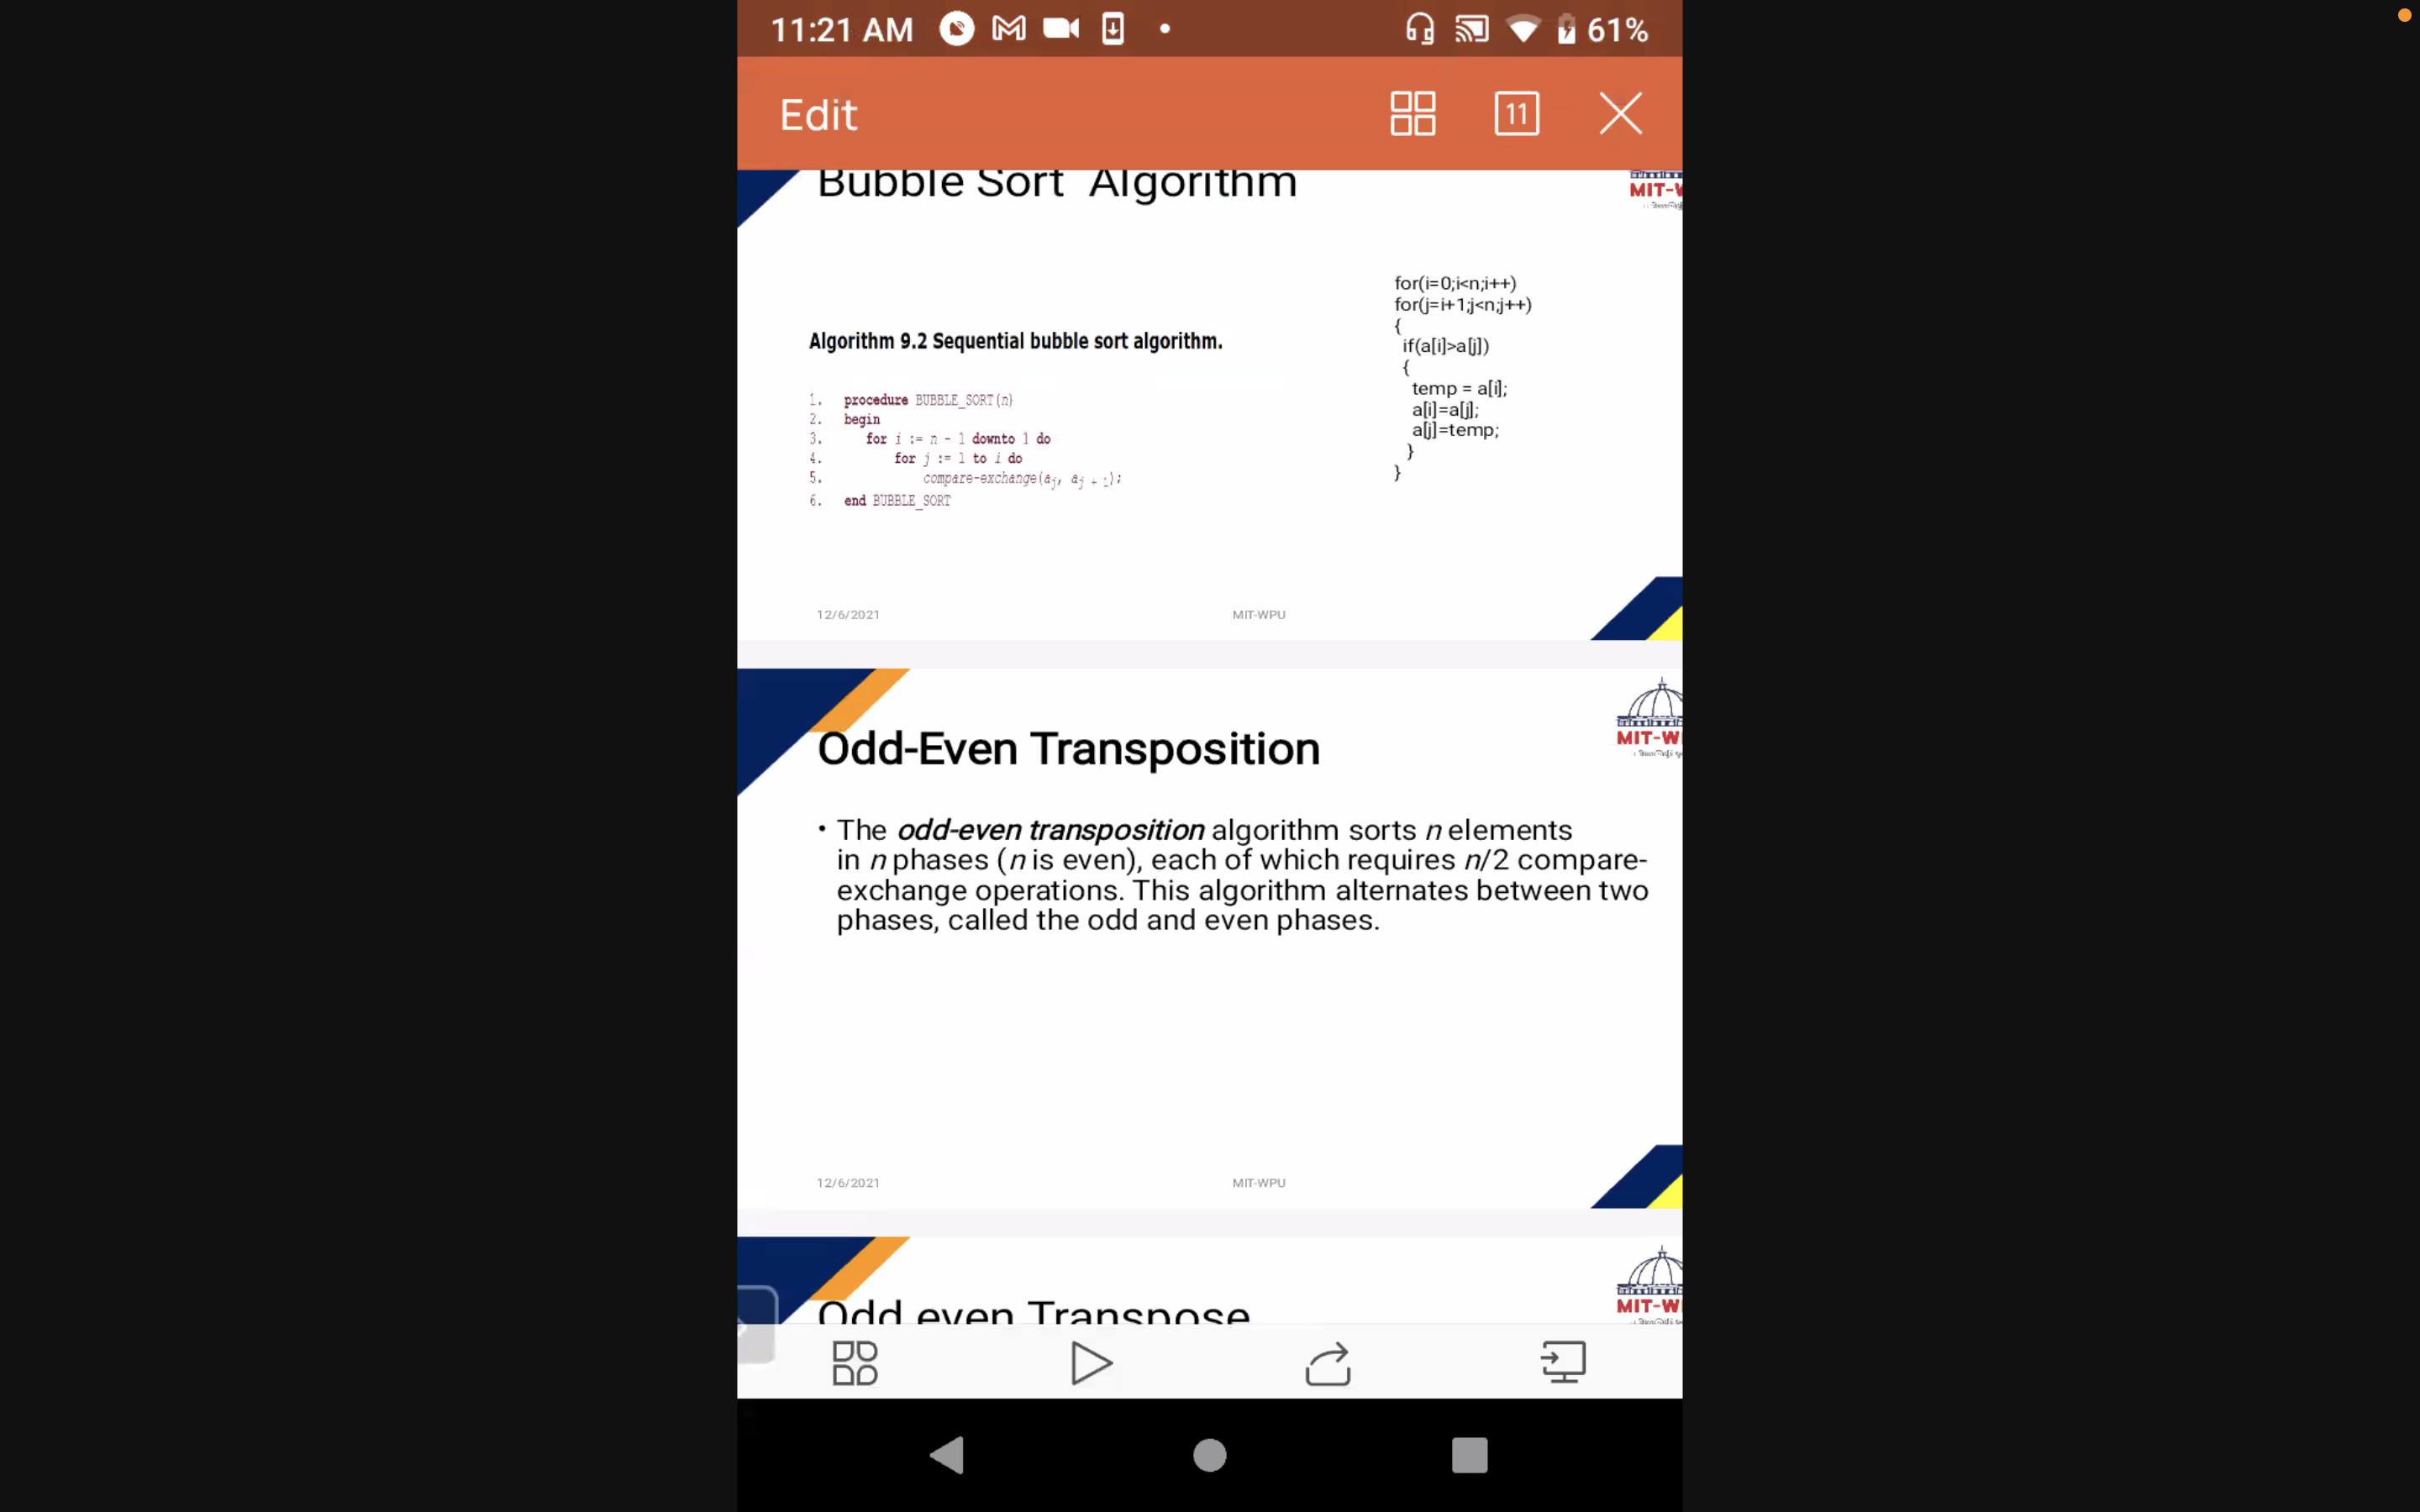 11:21 AM
61%
Edit
11
Bubble Sort Algorithm
MIT-W
for(i=0;i<n;i++)
for(j=i+1;j<n;j++)
{
if(a[i]>a[j])
{
temp = a[i];
a[i]=a[j];
a[j]=temp;
}
}
Algorithm 9.2 Sequential bubble sort algorithm.
1. procedure BUBBLE_SORT(n)
2. begin
3. for i := n - 1 downto 1 do
4. for j := 1 to i do
5. compare-exchange(aj, aj + 1);
6. end BUBBLE_SORT
12/6/2021 MIT-WPU
MIT-W
Odd-Even Transposition
• The odd-even transposition algorithm sorts n elements
in n phases (n is even), each of which requires n/2 compare-
exchange operations. This algorithm alternates between two
phases, called the odd and even phases.
12/6/2021 MIT-WPU
MIT-W
Odd even Transpose